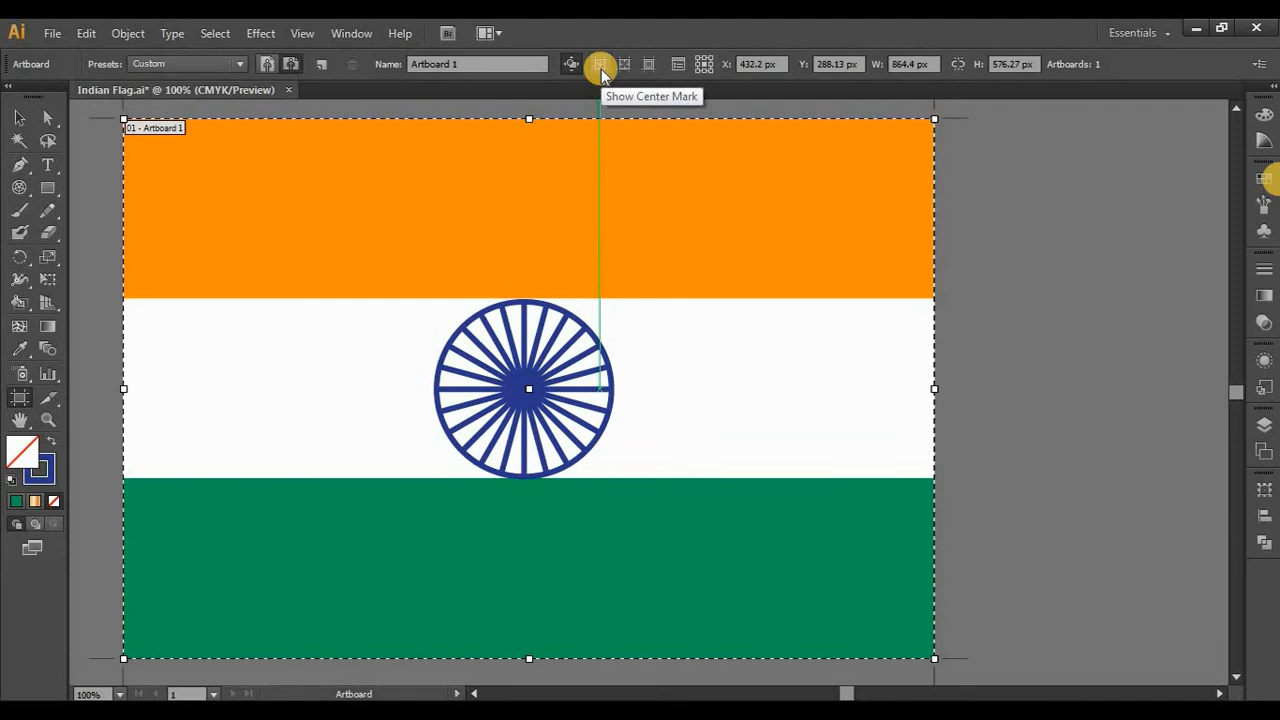 Ai File Edit Object Type Select Effect View Window Help Br Essentials
Artboard Presets: Custom Name: Artboard 1 X: 432.2 px Y: 288.13 px W: 864.4 px H: 576.27 px Artboards: 1
Show Center Mark
Indian Flag.ai* @ 100% (CMYK/Preview) ×
01 - Artboard 1
T
100% 1 Artboard